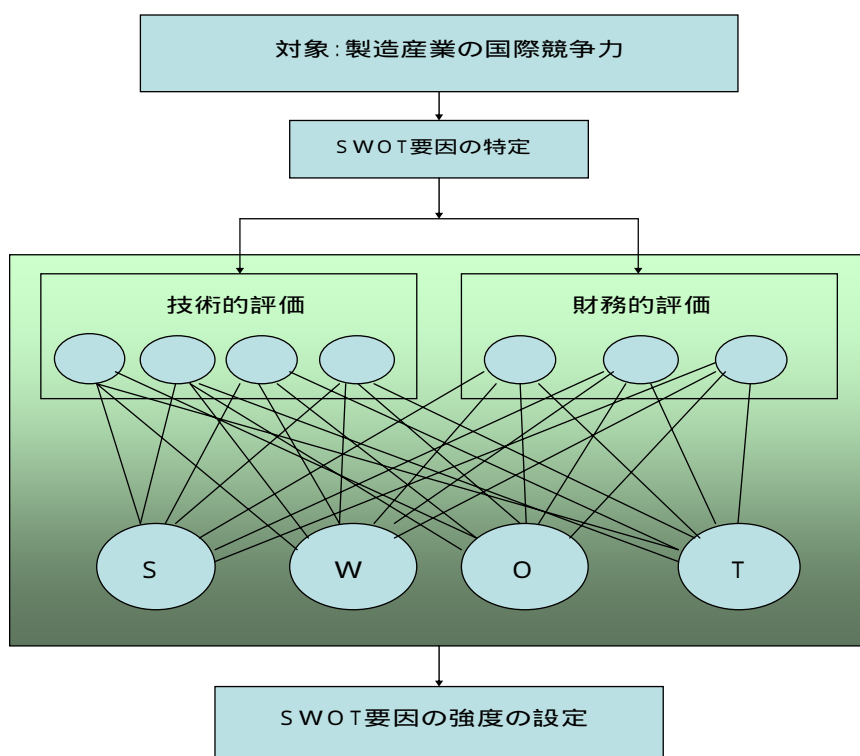 対象:製造産業の国際競争力
SWOT要因の特定
技術的評価
財務的評価
S
W
O
T
SWOT要因の強度の設定